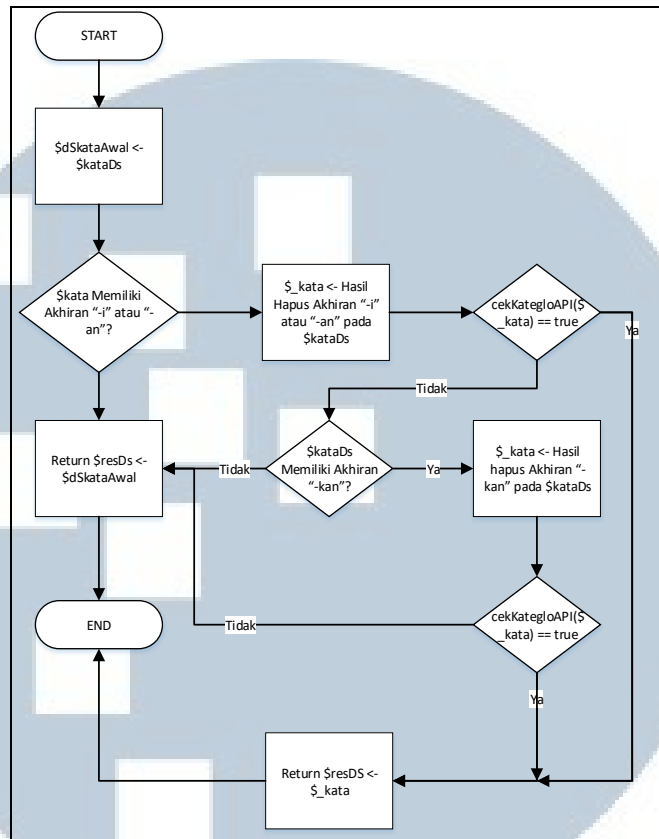 START
$dSkataAwal <-
$kataDs
$kata Memiliki
Akhiran “-i” atau “-
an”?
$_kata <- Hasil
Hapus Akhiran “-i”
atau “-an” pada
$kataDs
cekKategloAPI($
_kata) == true
Ya
Tidak
Return $resDs <-
$dSkataAwal
Tidak
$kataDs
Memiliki Akhiran
“-kan”?
Ya
$_kata <- Hasil
hapus Akhiran “-
kan” pada $kataDs
END
Tidak
cekKategloAPI($
_kata) == true
Ya
Return $resDS <-
$_kata